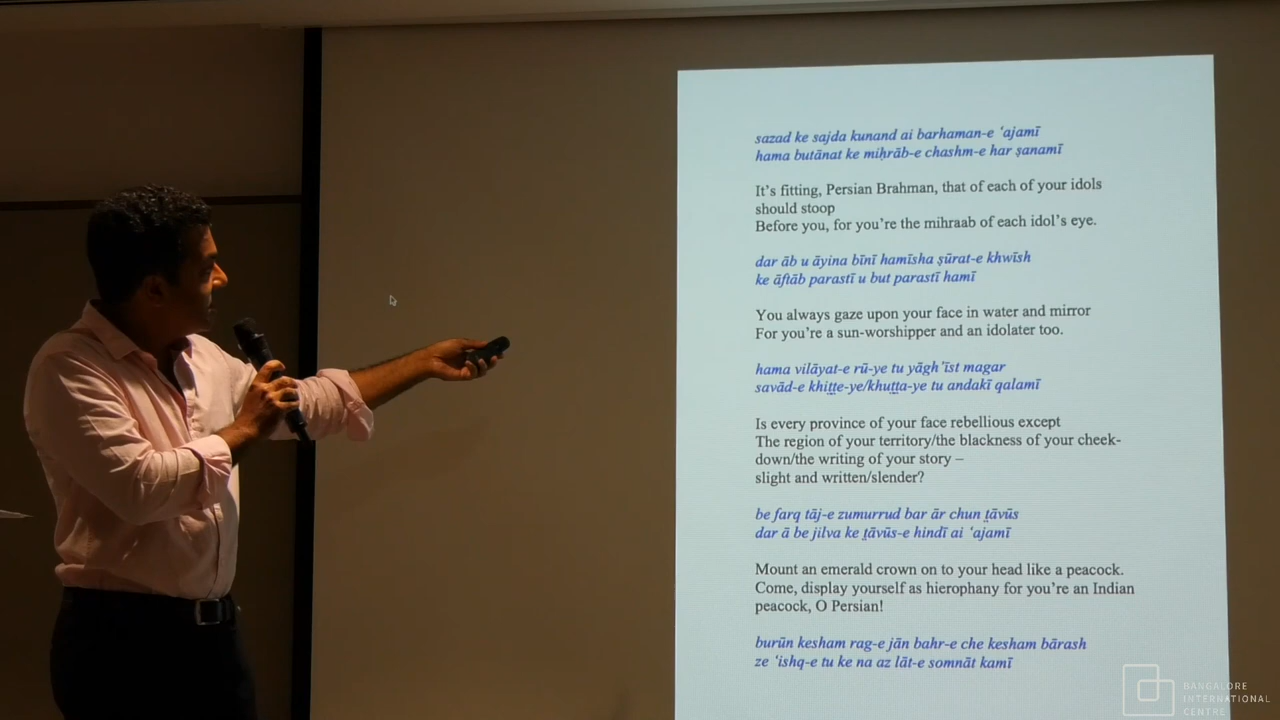 sazad ke sajda kunand ai barhaman-e ‘ajamī
hama butānat ke miḥrāb-e chashm-e har ṣanamī
It’s fitting, Persian Brahman, that of each of your idols
should stoop
Before you, for you’re the mihraab of each idol’s eye.
dar āb u āyina bīnī hamīsha ṣūrat-e khwīsh
ke āftāb parastī u but parastī hamī
You always gaze upon your face in water and mirror
For you’re a sun-worshipper and an idolater too.
hama vilāyat-e rū-ye tu yāgh’īst magar
savād-e khiṭṭe-ye/khuṭṭa-ye tu andakī qalamī
Is every province of your face rebellious except
The region of your territory/the blackness of your cheek-
down/the writing of your story –
slight and written/slender?
be farq tāj-e zumurrud bar ār chun ṭāvūs
dar ā be jilva ke ṭāvūs-e hindī ai ‘ajamī
Mount an emerald crown on to your head like a peacock.
Come, display yourself as hierophany for you’re an Indian
peacock, O Persian!
burūn kesham rag-e jān bahr-e che kesham bārash
ze ‘ishq-e tu ke na az lāt-e somnāt kamī
BANGALORE
INTERNATIONAL
CENTRE